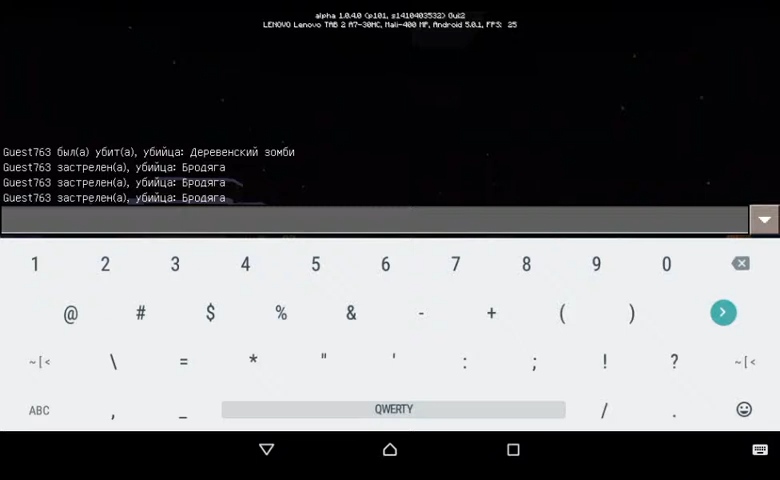 alpha 1.0.4.0 (p101, s1410403532) Gui2
LENOVO Lenovo TAB 2 A7-30HC, Mali-400 MP, Android 5.0.1, FPS: 25
Guest763 был(а) убит(а), убийца: Деревенский зомби
Guest763 застрелен(а), убийца: Бродяга
Guest763 застрелен(а), убийца: Бродяга
Guest763 застрелен(а), убийца: Бродяга
1 2 3 4 5 6 7 8 9 0
@ # $ % & - + ( )
~[< \ = * " ' : ; ! ? ~[<
ABC , _ QWERTY / .